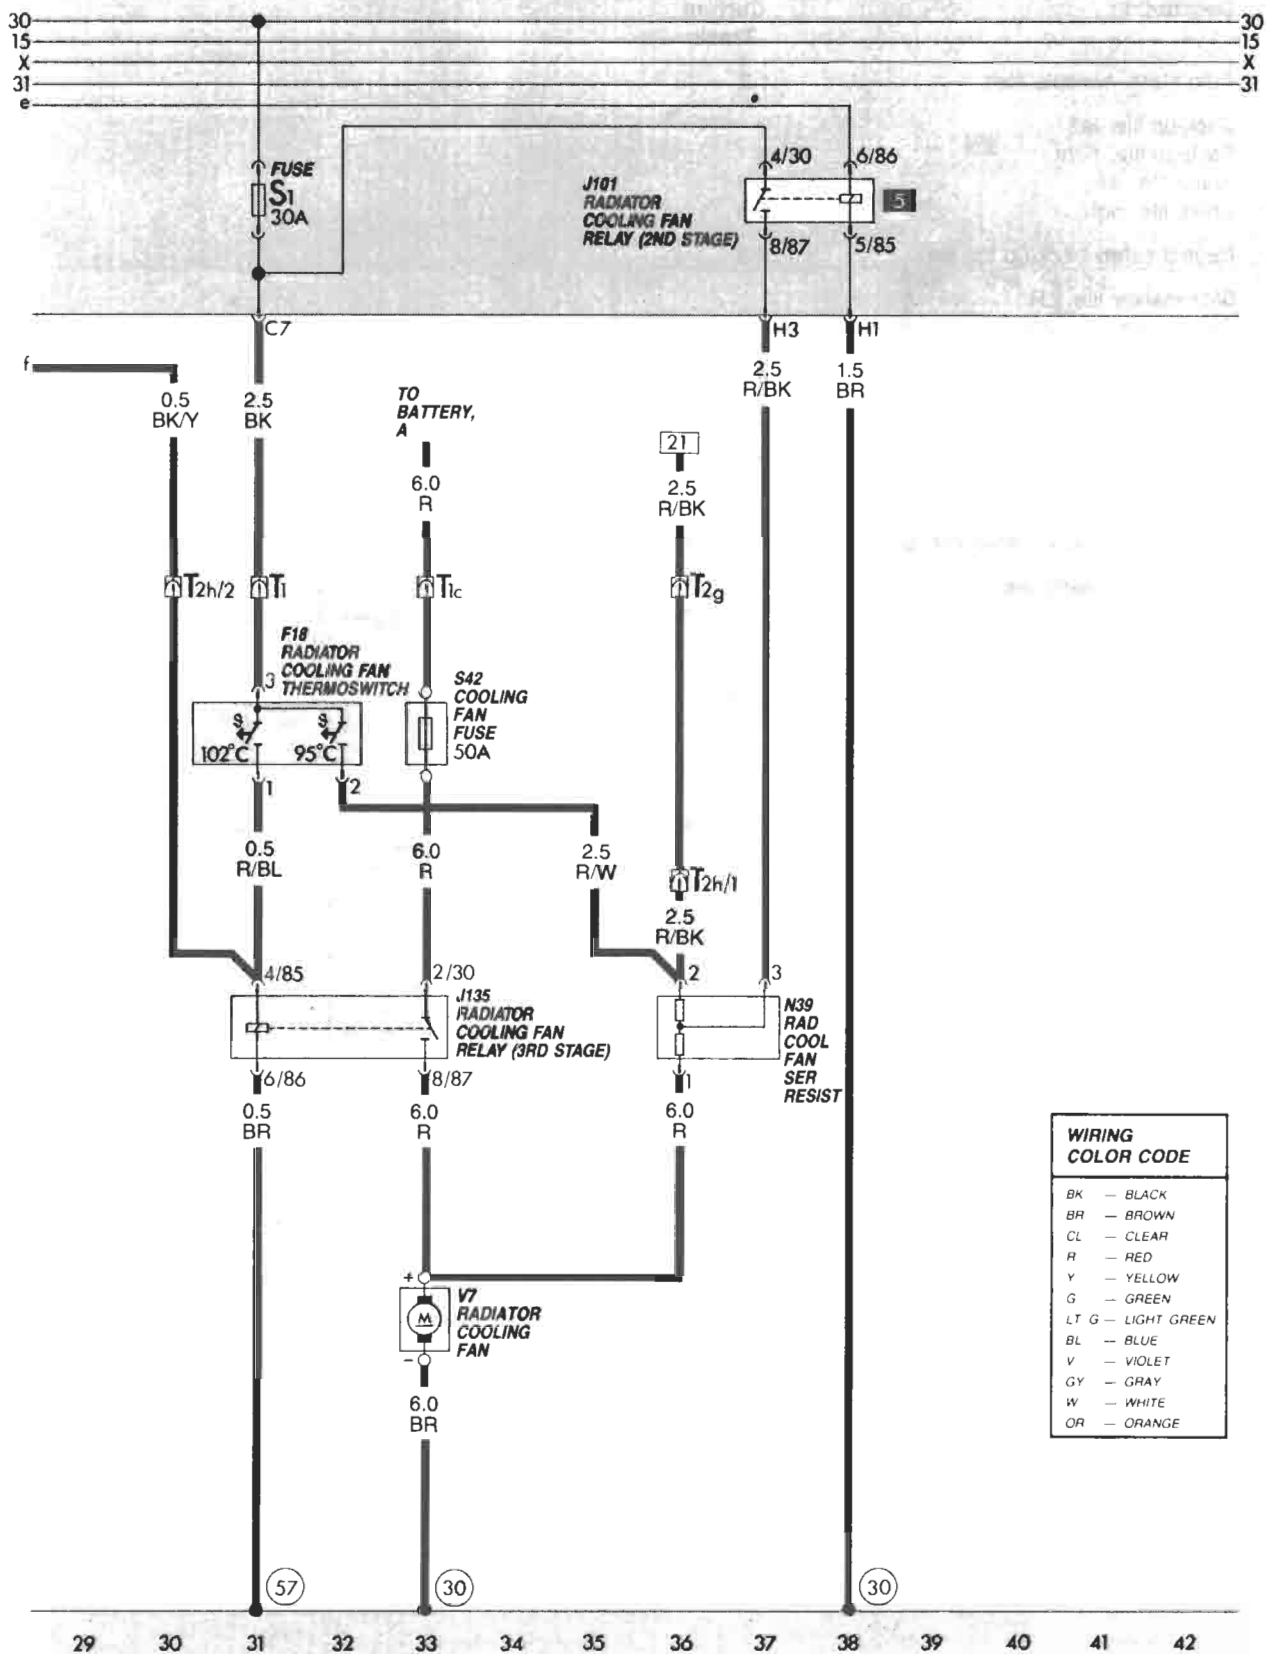 30 30
15 15
X X
31 31
e
FUSE
S1
30A
J101
RADIATOR
COOLING FAN
RELAY (2ND STAGE)
4/30 6/86
5
8/87 5/85
C7 H3 H1
f
0.5
BK/Y
2.5
BK
TO
BATTERY,
A
6.0
R
21
2.5
R/BK
2.5
R/BK
1.5
BR
T2h/2 T1 T1c T2g
F18
RADIATOR
COOLING FAN
THERMOSWITCH
3
S S
102°C 95°C
1 2
S42
COOLING
FAN
FUSE
50A
0.5
R/BL
6.0
R
2.5
R/W
T2h/1
2.5
R/BK
4/85 2/30 2 3
J135
RADIATOR
COOLING FAN
RELAY (3RD STAGE)
N39
RAD
COOL
FAN
SER
RESIST
6/86 8/87 1
0.5
BR
6.0
R
6.0
R
+
M
-
V7
RADIATOR
COOLING
FAN
6.0
BR
WIRING
COLOR CODE
BK — BLACK
BR — BROWN
CL — CLEAR
R — RED
Y — YELLOW
G — GREEN
LT G — LIGHT GREEN
BL — BLUE
V — VIOLET
GY — GRAY
W — WHITE
OR — ORANGE
57 30 30
29 30 31 32 33 34 35 36 37 38 39 40 41 42